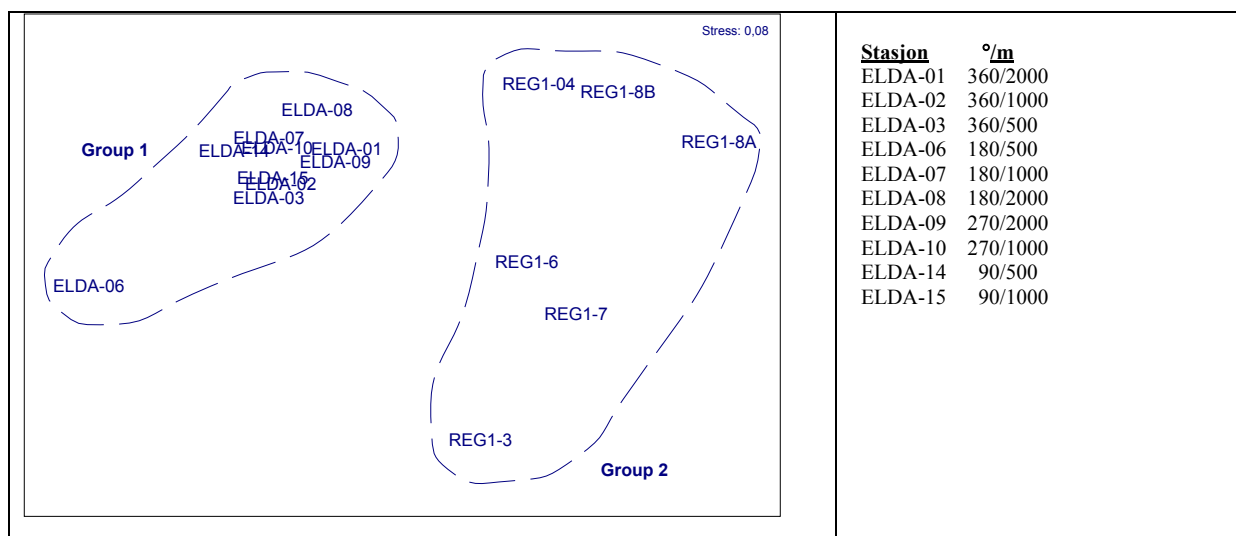 Stress: 0,08
ELDA-08
ELDA-07
ELDA-10
ELDA-14
ELDA-01
ELDA-09
Group 1
ELDA-15
ELDA-02
ELDA-03
ELDA-06
REG1-04
REG1-8B
REG1-8A
REG1-6
REG1-7
REG1-3
Group 2
Stasjon °/m
ELDA-01 360/2000
ELDA-02 360/1000
ELDA-03 360/500
ELDA-06 180/500
ELDA-07 180/1000
ELDA-08 180/2000
ELDA-09 270/2000
ELDA-10 270/1000
ELDA-14 90/500
ELDA-15 90/1000